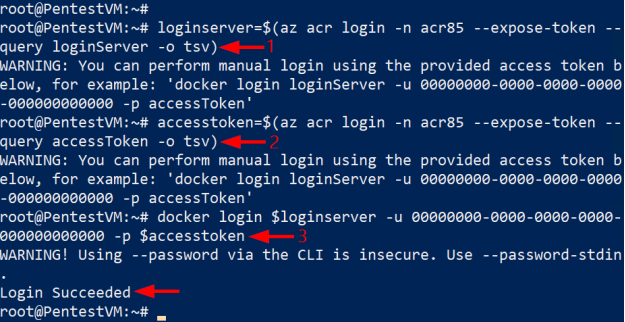 root@PentestVM:~#
root@PentestVM:~# loginserver=$(az acr login -n acr85 --expose-token --
query loginServer -o tsv) 1
WARNING: You can perform manual login using the provided access token b
elow, for example: 'docker login loginServer -u 00000000-0000-0000-0000
-000000000000 -p accessToken'
root@PentestVM:~# accesstoken=$(az acr login -n acr85 --expose-token --
query accessToken -o tsv) 2
WARNING: You can perform manual login using the provided access token b
elow, for example: 'docker login loginServer -u 00000000-0000-0000-0000
-000000000000 -p accessToken'
root@PentestVM:~# docker login $loginserver -u 00000000-0000-0000-0000-
000000000000 -p $accesstoken 3
WARNING! Using --password via the CLI is insecure. Use --password-stdin
.
Login Succeeded
root@PentestVM:~#